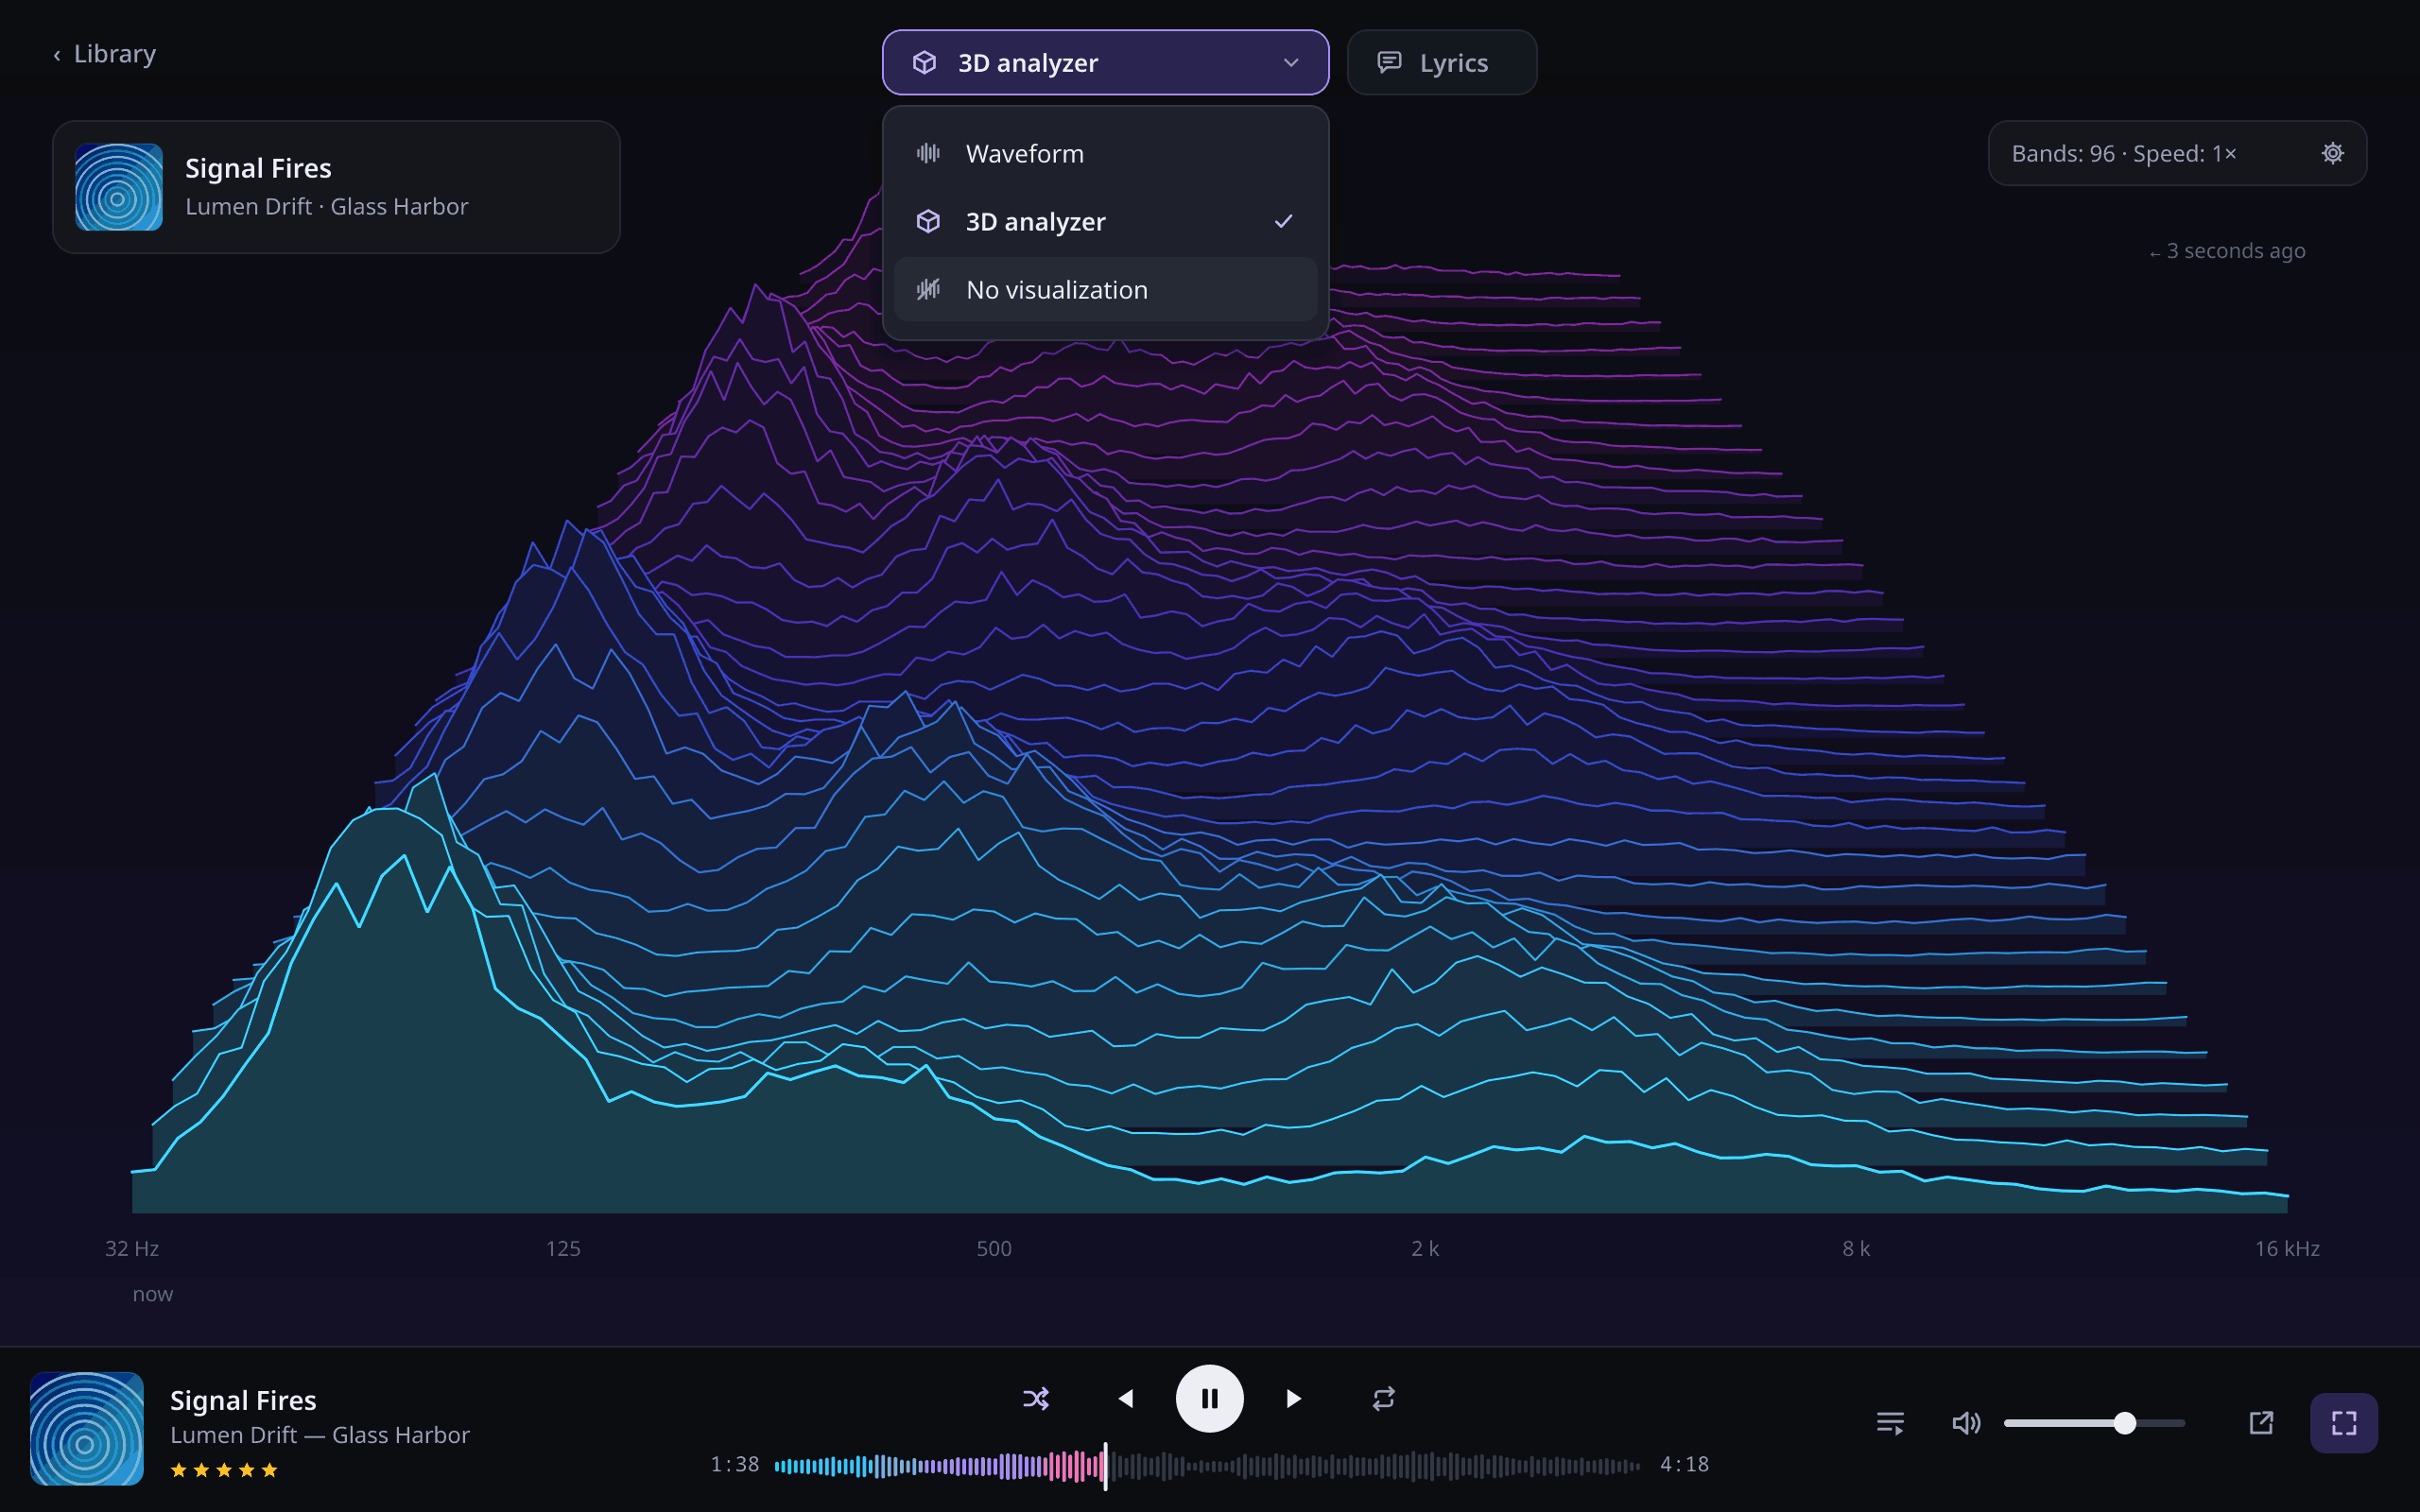 ‹ Library
3D analyzer
Lyrics
Waveform
3D analyzer
No visualization
Signal Fires
Lumen Drift · Glass Harbor
Bands: 96 · Speed: 1×
← 3 seconds ago
32 Hz 125 500 2 k 8 k 16 kHz
now
Signal Fires
Lumen Drift — Glass Harbor
1:38
4:18